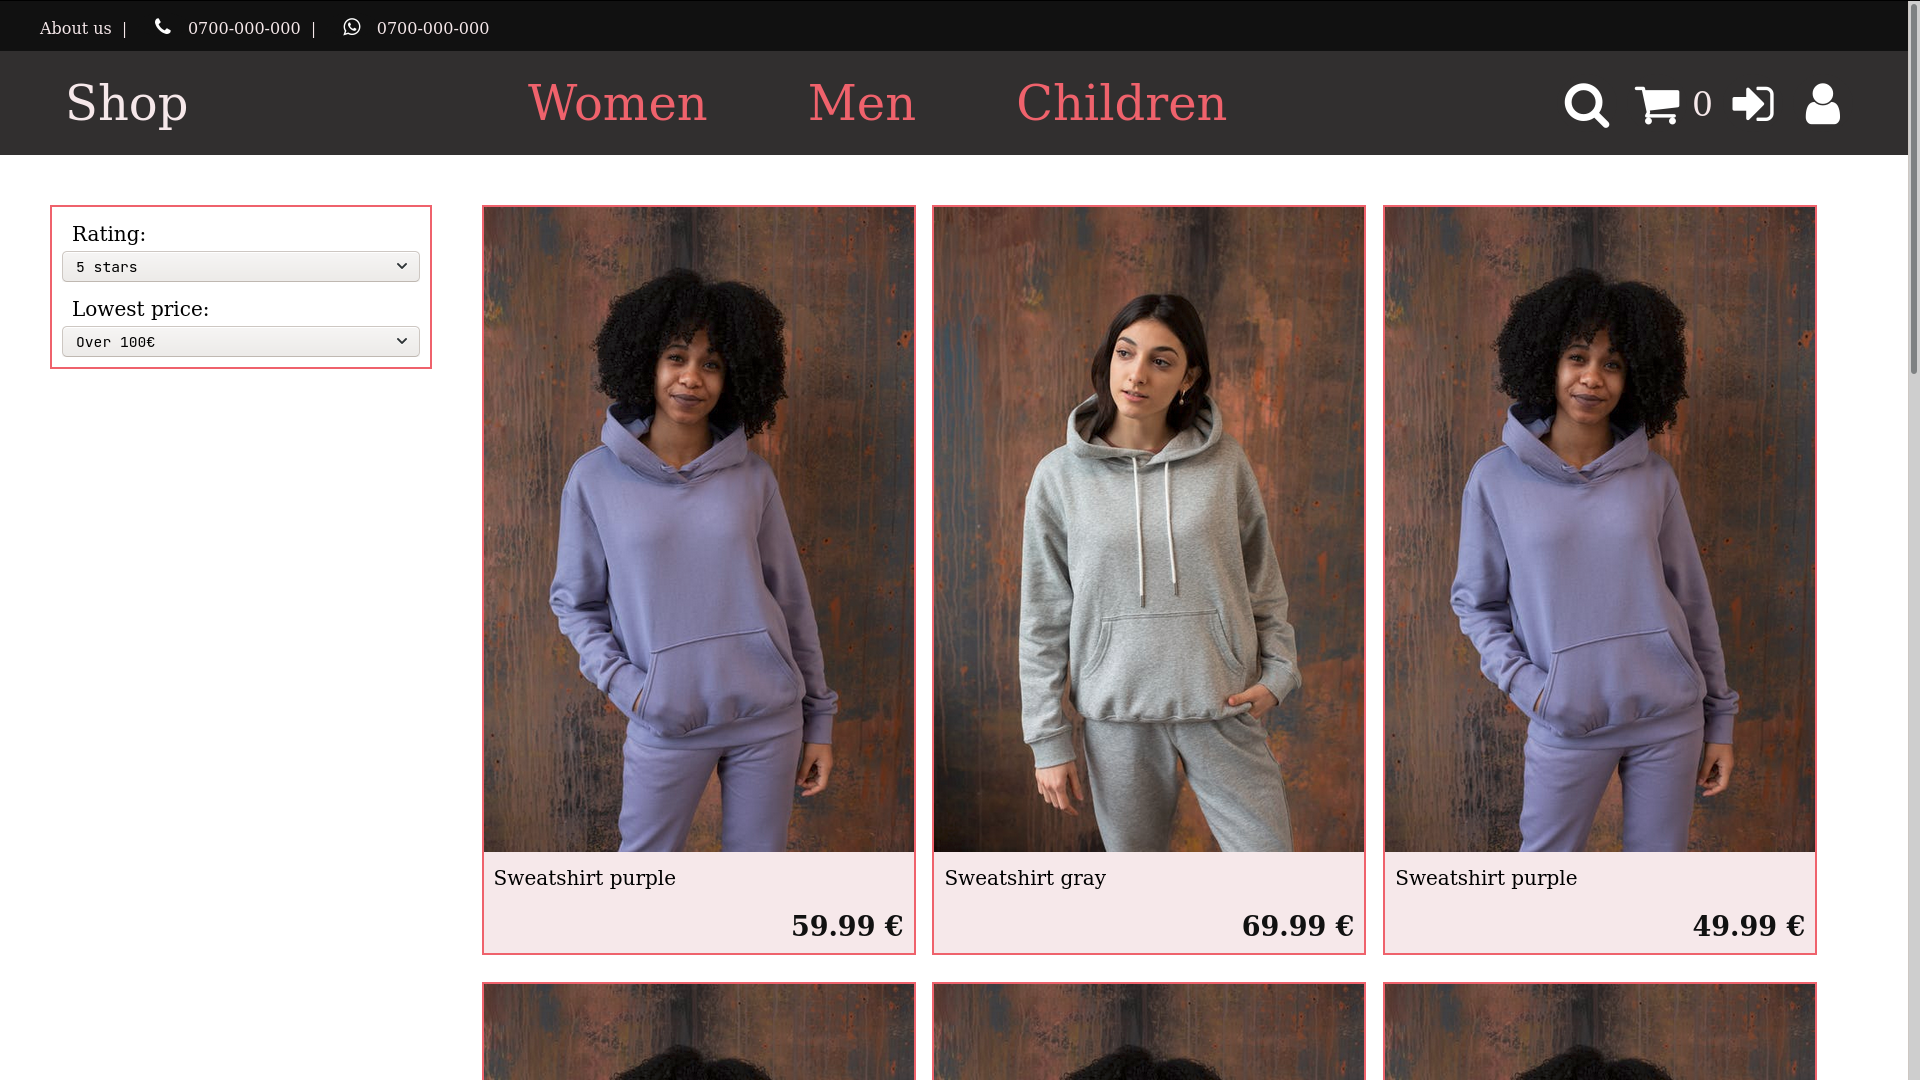 About us | 0700-000-000 | 0700-000-000
Shop Women Men Children 0
Rating:
5 stars
Lowest price:
Over 100€
Sweatshirt purple
59.99 €
Sweatshirt gray
69.99 €
Sweatshirt purple
49.99 €